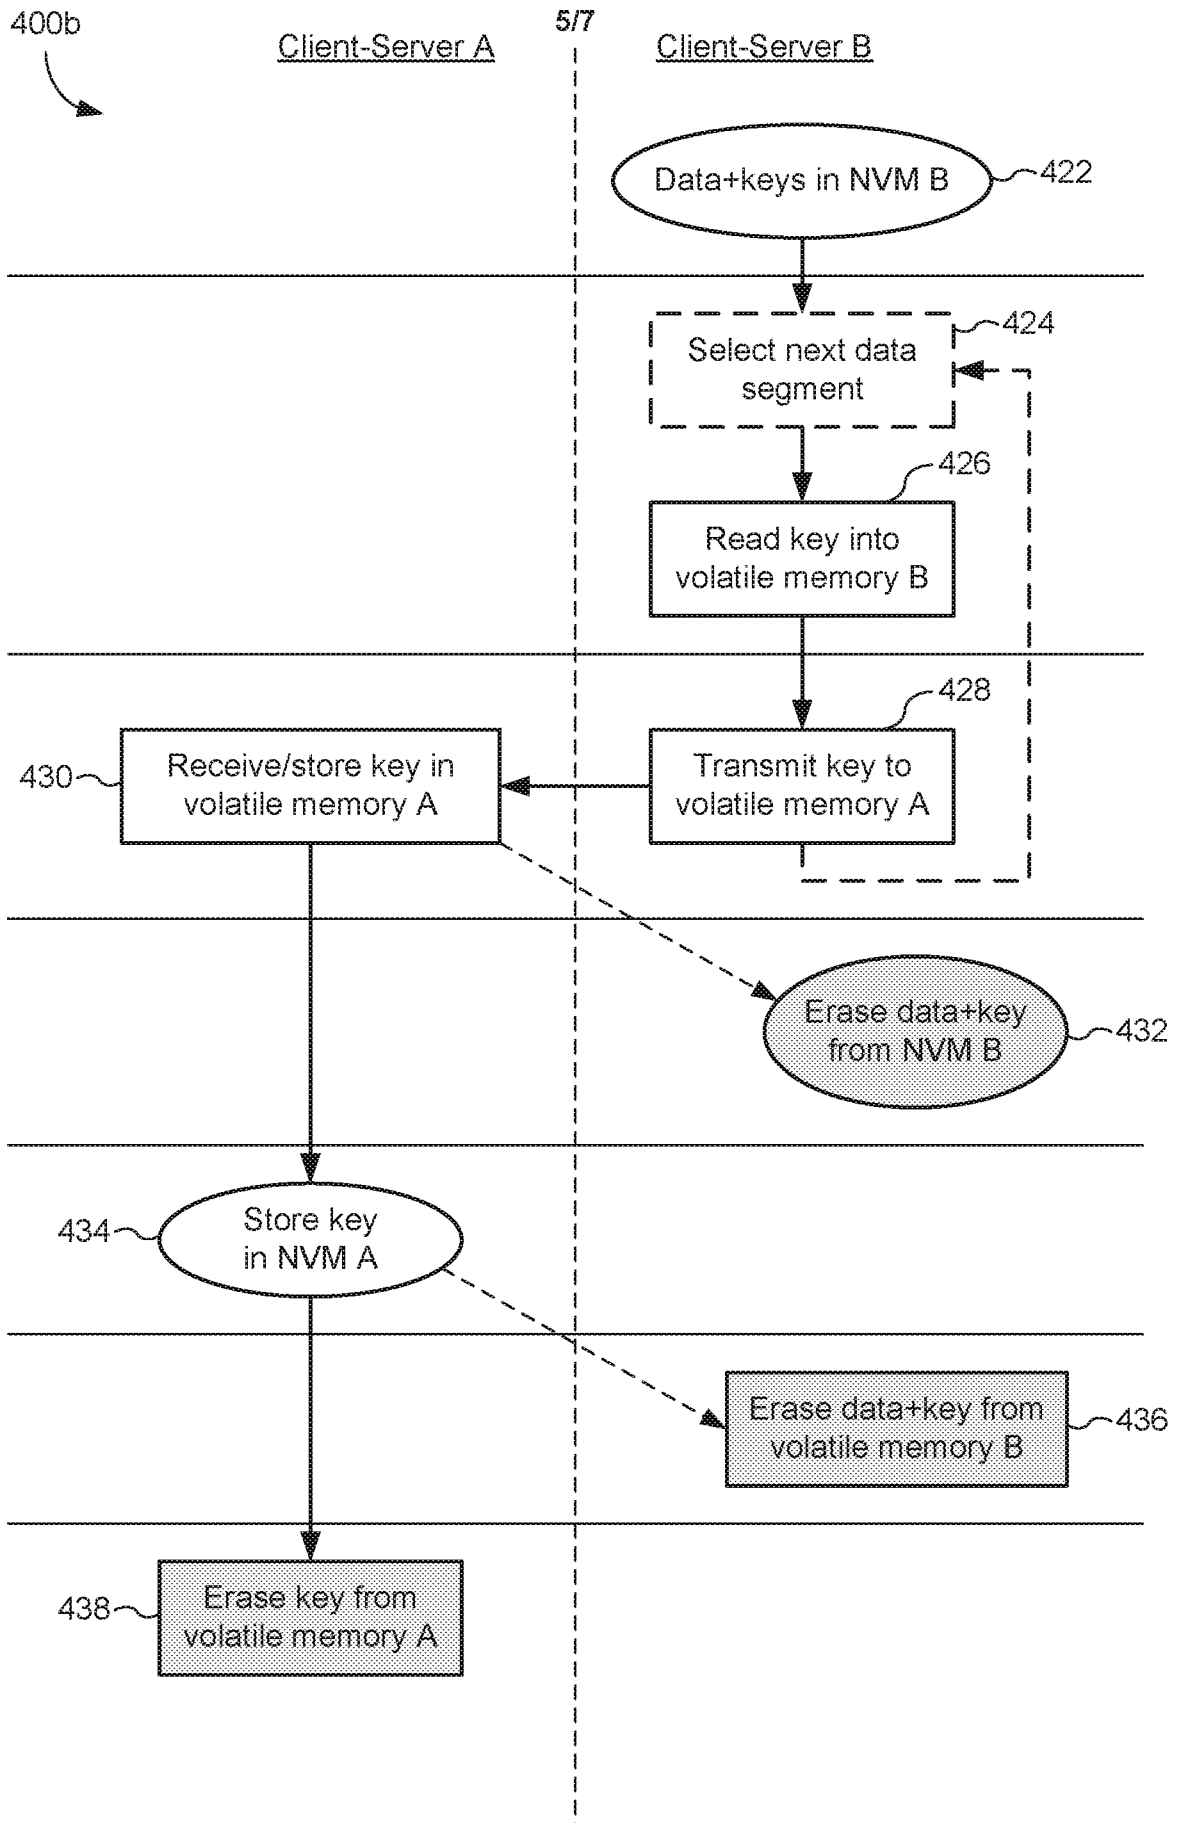 400b
5/7
Client-Server A
Client-Server B
Data+keys in NVM B
422
424
Select next data
segment
426
Read key into
volatile memory B
428
430
Receive/store key in
volatile memory A
Transmit key to
volatile memory A
Erase data+key
from NVM B
432
434
Store key
in NVM A
Erase data+key from
volatile memory B
436
438
Erase key from
volatile memory A